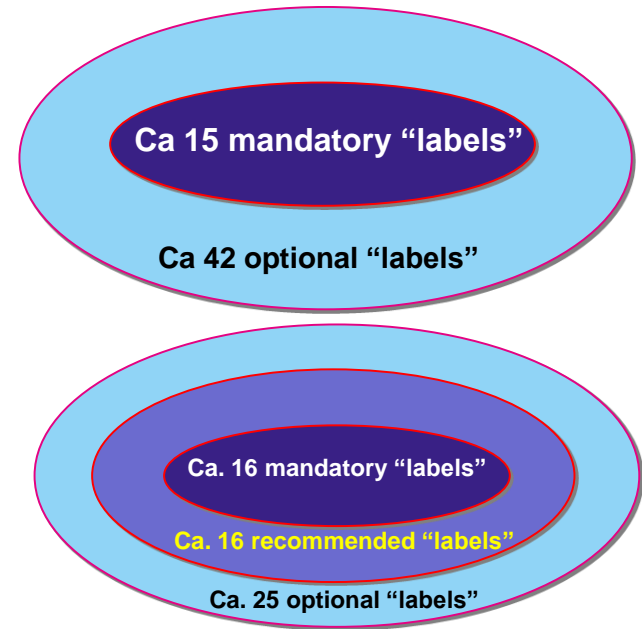 Ca 15 mandatory “labels”
Ca 42 optional “labels”
Ca. 16 mandatory “labels”
Ca. 16 recommended “labels”
Ca. 25 optional “labels”